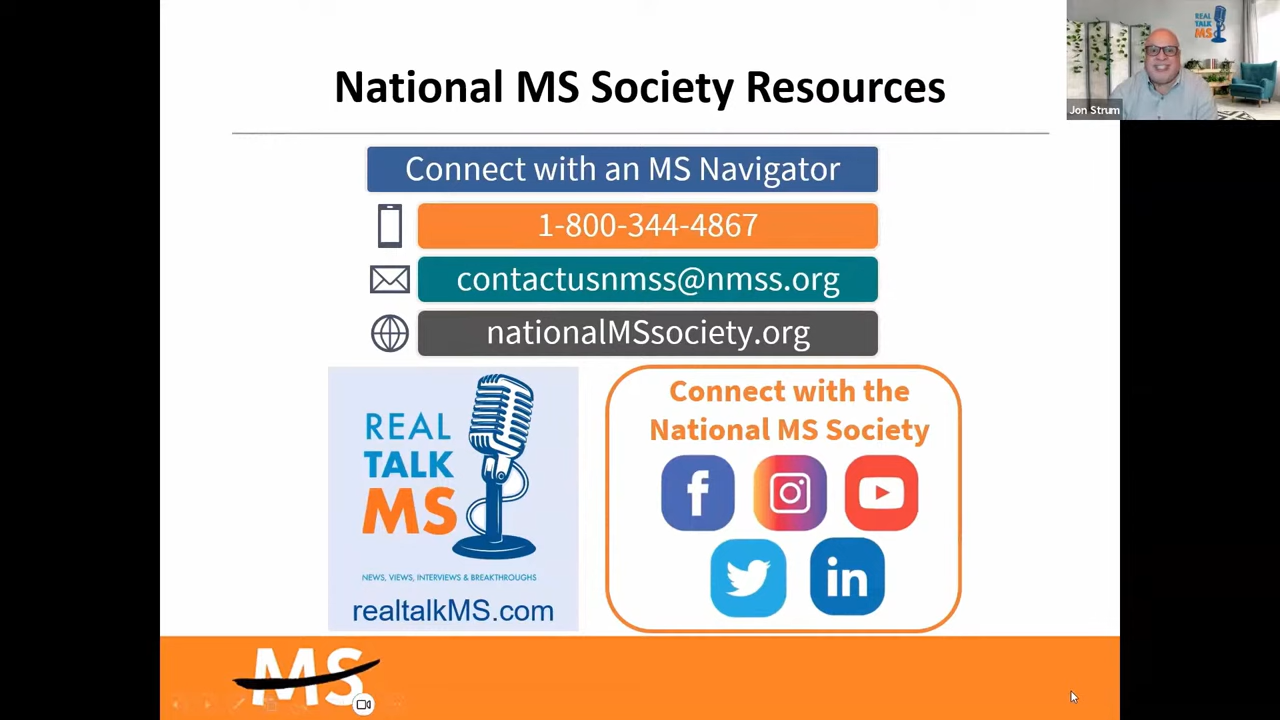 National MS Society Resources
REAL
TALK
MS
Jon Strum
Connect with an MS Navigator
1-800-344-4867
contactusnmss@nmss.org
nationalMSsociety.org
REAL
TALK
MS
NEWS, VIEWS, INTERVIEWS & BREAKTHROUGHS
realtalkMS.com
Connect with the
National MS Society
f
in
MS